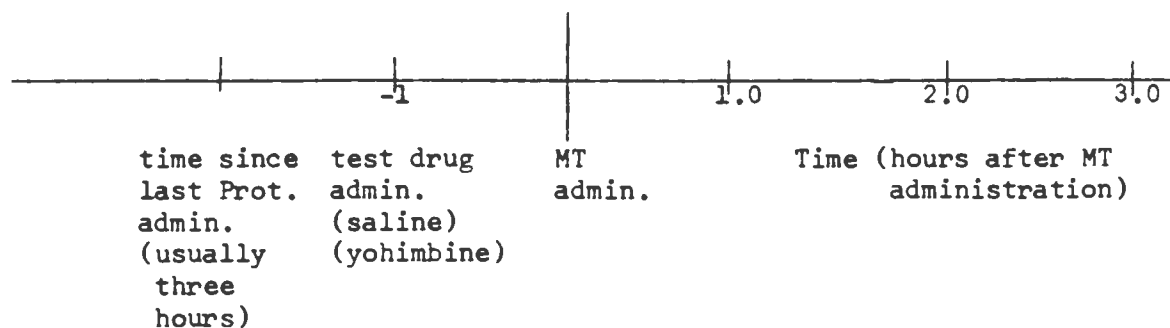 -1 1.0 2.0 3.0
time since
last Prot.
admin.
(usually
three
hours)
test drug
admin.
(saline)
(yohimbine)
MT
admin.
Time (hours after MT
administration)